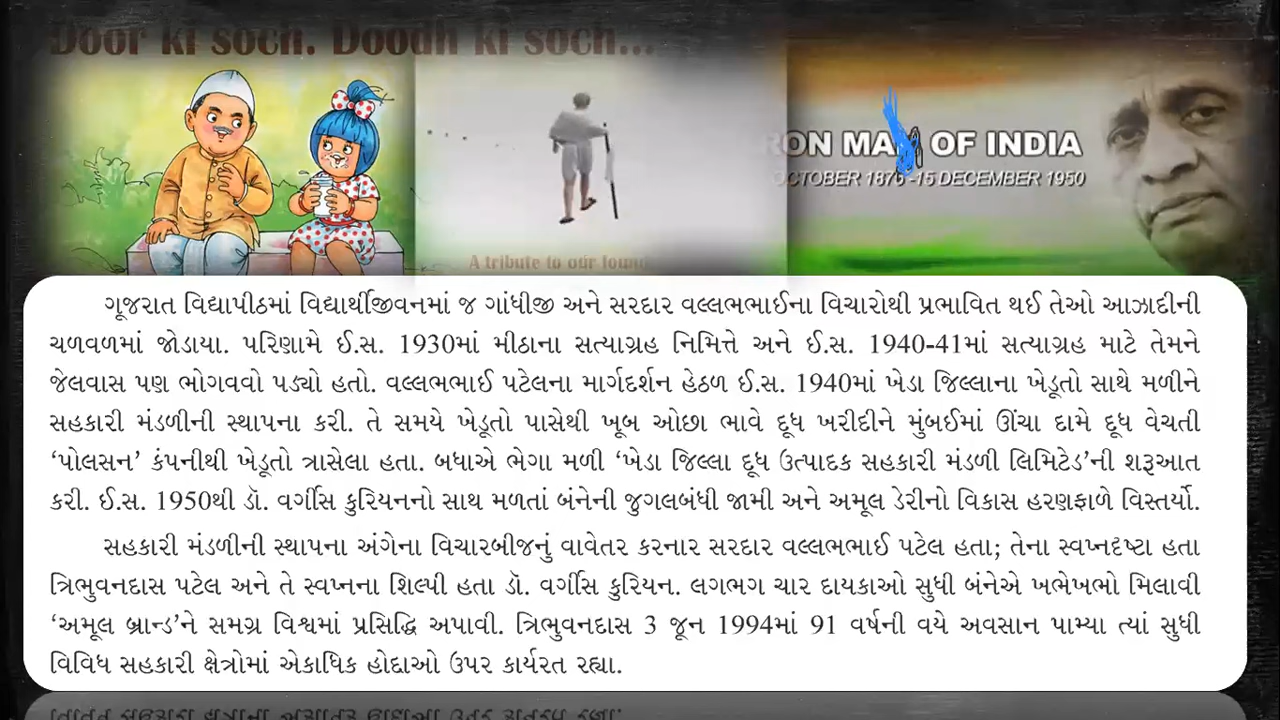 Door ki soch. Doodh ki soch...
RON MAN OF INDIA
OCTOBER 1875 -15 DECEMBER 1950
A tribute to our
ગૂજરાત વિદ્યાપીઠમાં વિદ્યાર્થીજીવનમાં જ ગાંધીજી અને સરદાર વલ્લભભાઈના વિચારોથી પ્રભાવિત થઈ તેઓ આઝાદીની
ચળવળમાં જોડાયા. પરિણામે ઈ.સ. 1930માં મીઠાના સત્યાગ્રહ નિમિત્તે અને ઈ.સ. 1940-41માં સત્યાગ્રહ માટે તેમને
જેલવાસ પણ ભોગવવો પડ્યો હતો. વલ્લભભાઈ પટેલના માર્ગદર્શન હેઠળ ઈ.સ. 1940માં ખેડા જિલ્લાના ખેડૂતો સાથે મળીને
સહકારી મંડળીની સ્થાપના કરી. તે સમયે ખેડૂતો પાસેથી ખૂબ ઓછા ભાવે દૂધ ખરીદીને મુંબઈમાં ઊંચા દામે દૂધ વેચતી
‘પોલસન’ કંપનીથી ખેડૂતો ત્રાસેલા હતા. બધાએ ભેગા મળી ‘ખેડા જિલ્લા દૂધ ઉત્પાદક સહકારી મંડળી લિમિટેડ’ની શરૂઆત
કરી. ઈ.સ. 1950થી ડૉ. વર્ગીસ કુરિયનનો સાથ મળતાં બંનેની જુગલબંધી જામી અને અમૂલ ડેરીનો વિકાસ હરણફાળે વિસ્તર્યો.
સહકારી મંડળીની સ્થાપના અંગેના વિચારબીજનું વાવેતર કરનાર સરદાર વલ્લભભાઈ પટેલ હતા; તેના સ્વપ્નદૃષ્ટા હતા
ત્રિભુવનદાસ પટેલ અને તે સ્વપ્નના શિલ્પી હતા ડૉ. વર્ગીસ કુરિયન. લગભગ ચાર દાયકાઓ સુધી બંનેએ ખભેખભો મિલાવી
‘અમૂલ બ્રાન્ડ’ને સમગ્ર વિશ્વમાં પ્રસિદ્ધિ અપાવી. ત્રિભુવનદાસ 3 જૂન 1994માં 91 વર્ષની વયે અવસાન પામ્યા ત્યાં સુધી
વિવિધ સહકારી ક્ષેત્રોમાં એકાધિક હોદ્દાઓ ઉપર કાર્યરત રહ્યા.